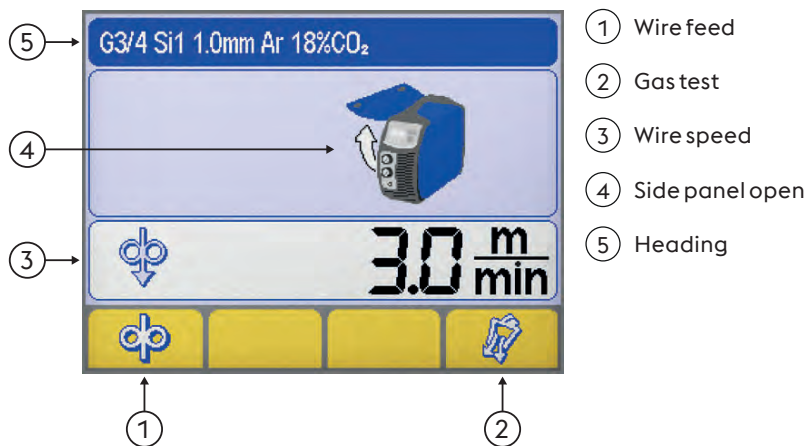 5 G3/4 Si1 1.0mm Ar 18%CO₂
4
3 3.0 m/min
1 2
1 Wire feed
2 Gas test
3 Wire speed
4 Side panel open
5 Heading